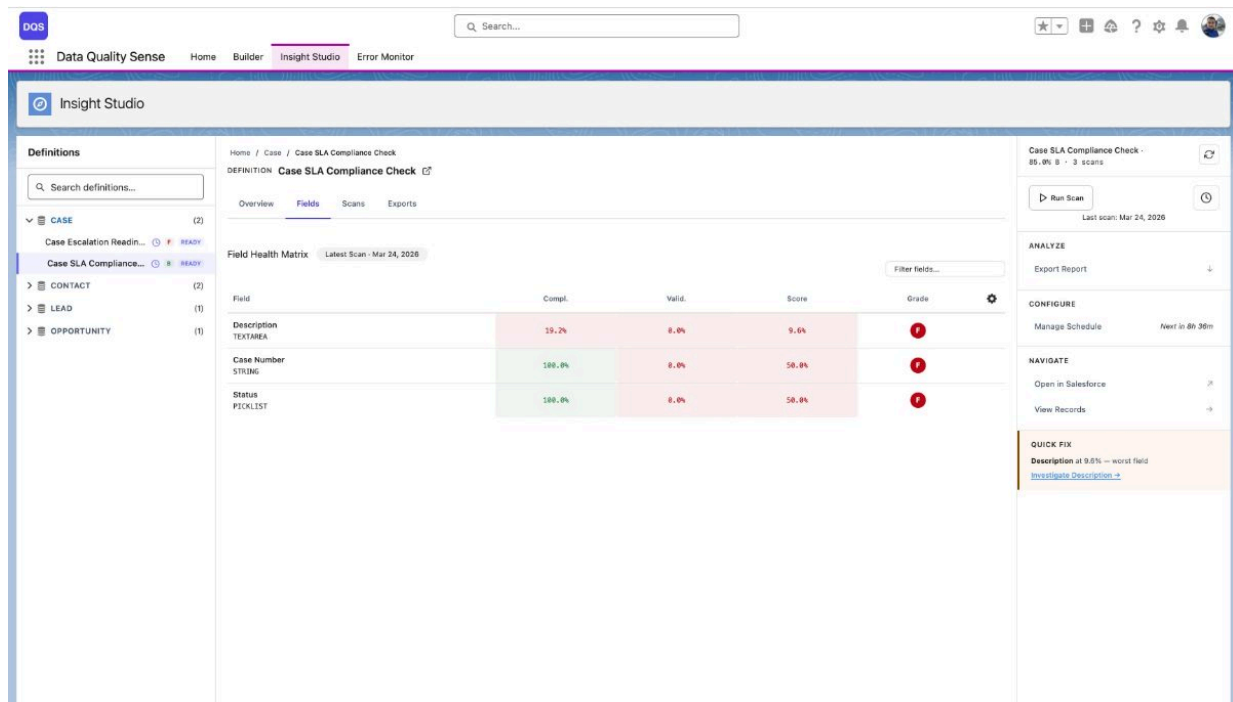 DQS
Search...
Data Quality Sense Home Builder Insight Studio Error Monitor
Insight Studio
Definitions
Search definitions...
CASE (2)
Case Escalation Readin... F READY
Case SLA Compliance... B READY
CONTACT (2)
LEAD (1)
OPPORTUNITY (1)
Home / Case / Case SLA Compliance Check
DEFINITION Case SLA Compliance Check
Overview Fields Scans Exports
Field Health Matrix Latest Scan - Mar 24, 2026
Filter fields...
Field Compl. Valid. Score Grade
Description 19.2% 0.0% 9.6% F
TEXTAREA
Case Number 100.0% 0.0% 50.0% F
STRING
Status 100.0% 0.0% 50.0% F
PICKLIST
Case SLA Compliance Check -
85.0% B · 3 scans
Run Scan
Last scan: Mar 24, 2026
ANALYZE
Export Report ↓
CONFIGURE
Manage Schedule Next in 8h 36m
NAVIGATE
Open in Salesforce ↗
View Records →
QUICK FIX
Description at 9.6% — worst field
Investigate Description →